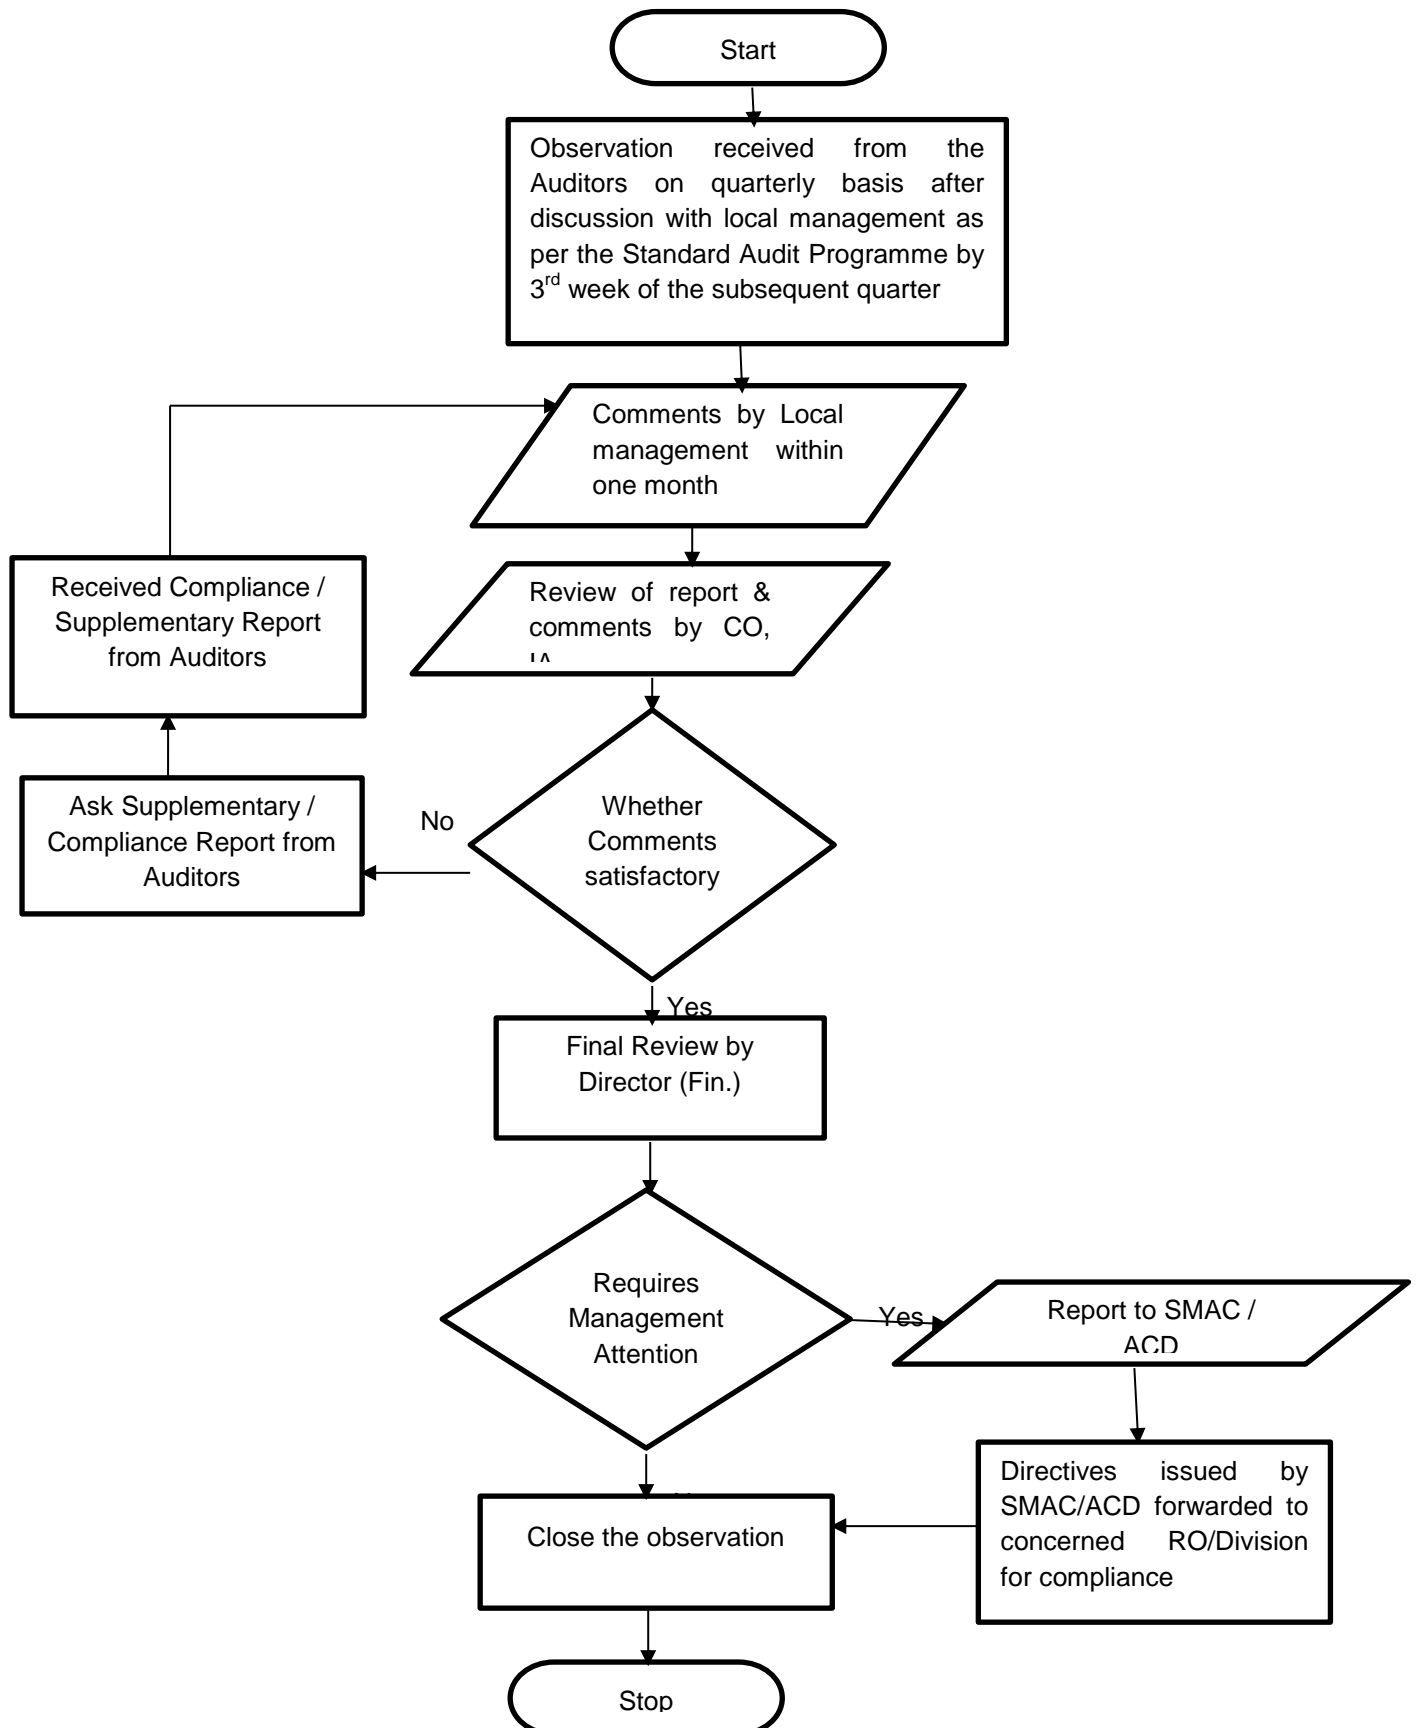 Start
Observation received from the
Auditors on quarterly basis after
discussion with local management as
per the Standard Audit Programme by
3rd week of the subsequent quarter
Comments by Local
management within
one month
Review of report &
comments by CO,
IA
Received Compliance /
Supplementary Report
from Auditors
Ask Supplementary /
Compliance Report from
Auditors
No
Whether
Comments
satisfactory
Yes
Final Review by
Director (Fin.)
Requires
Management
Attention
Yes
Report to SMAC /
ACD
Directives issued by
SMAC/ACD forwarded to
concerned RO/Division
for compliance
Close the observation
Stop